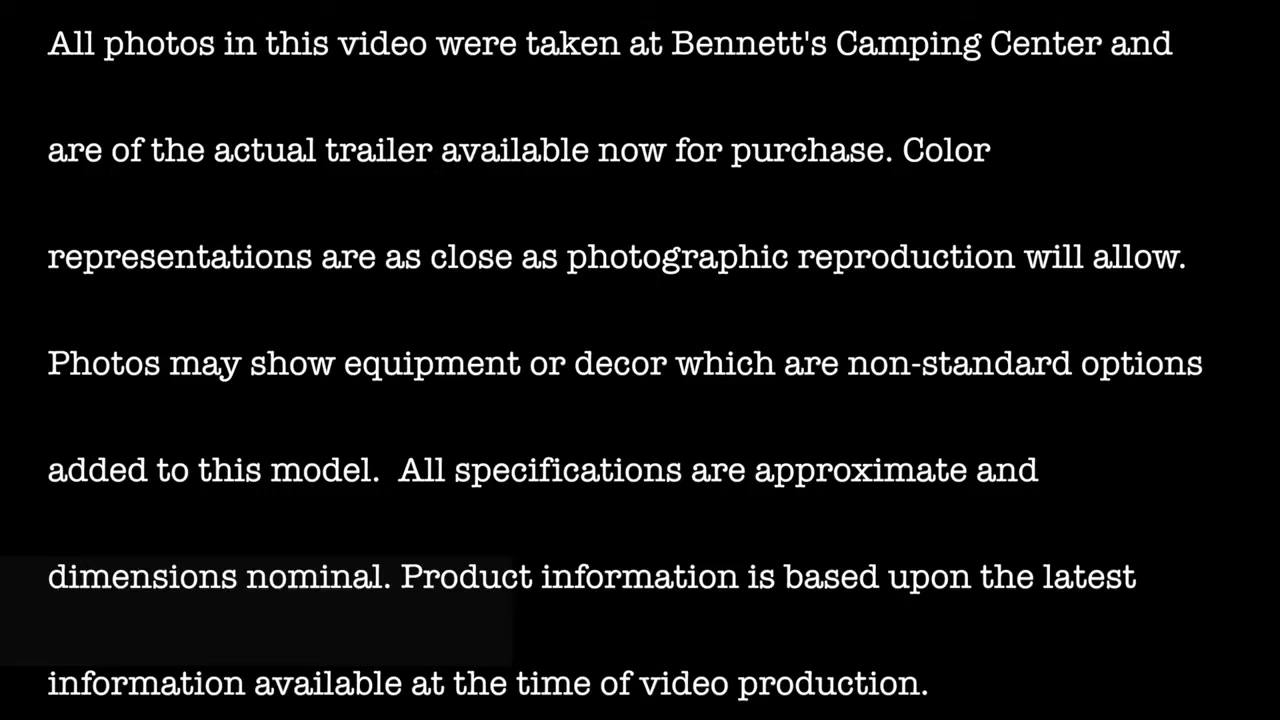 All photos in this video were taken at Bennett's Camping Center and
are of the actual trailer available now for purchase. Color
representations are as close as photographic reproduction will allow.
Photos may show equipment or decor which are non-standard options
added to this model.  All specifications are approximate and
dimensions nominal. Product information is based upon the latest
information available at the time of video production.